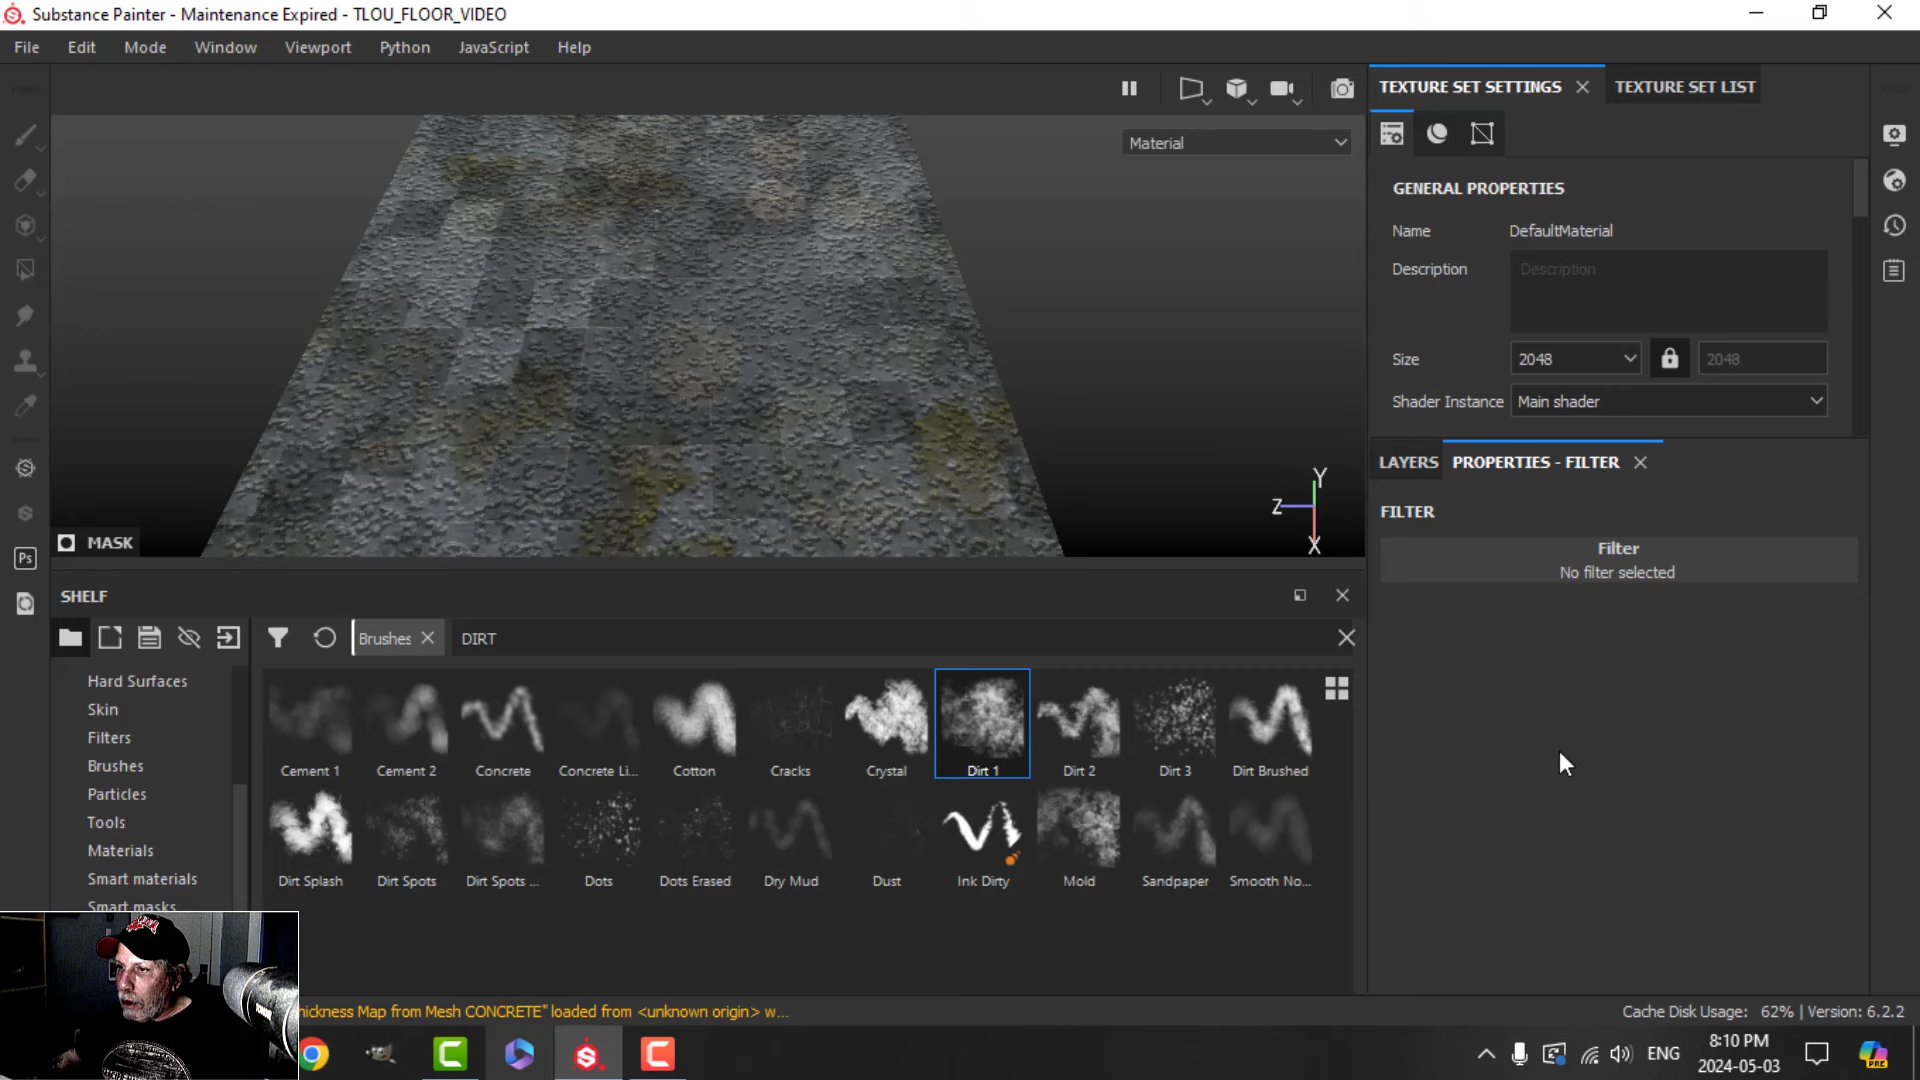 Substance Painter - Maintenance Expired - TLOU_FLOOR_VIDEO
File Edit Mode Window Viewport Python JavaScript Help
TEXTURE SET SETTINGS TEXTURE SET LIST
Material
GENERAL PROPERTIES
Name DefaultMaterial
Description Description
Size 2048 2048
Shader Instance Main shader
Y
Z
X
MASK
LAYERS PROPERTIES - FILTER
FILTER
Filter
No filter selected
Ps
SHELF
Brushes DIRT
Hard Surfaces
Skin
Filters
Brushes
Particles
Tools
Materials
Smart materials
Smart masks
Cement 1 Cement 2 Concrete Concrete Li... Cotton Cracks Crystal Dirt 1 Dirt 2 Dirt 3 Dirt Brushed
Dirt Splash Dirt Spots Dirt Spots ... Dots Dots Erased Dry Mud Dust Ink Dirty Mold Sandpaper Smooth No...
hickness Map from Mesh CONCRETE" loaded from <unknown origin> w...
Cache Disk Usage: 62% | Version: 6.2.2
ENG
8:10 PM
2024-05-03
PRE